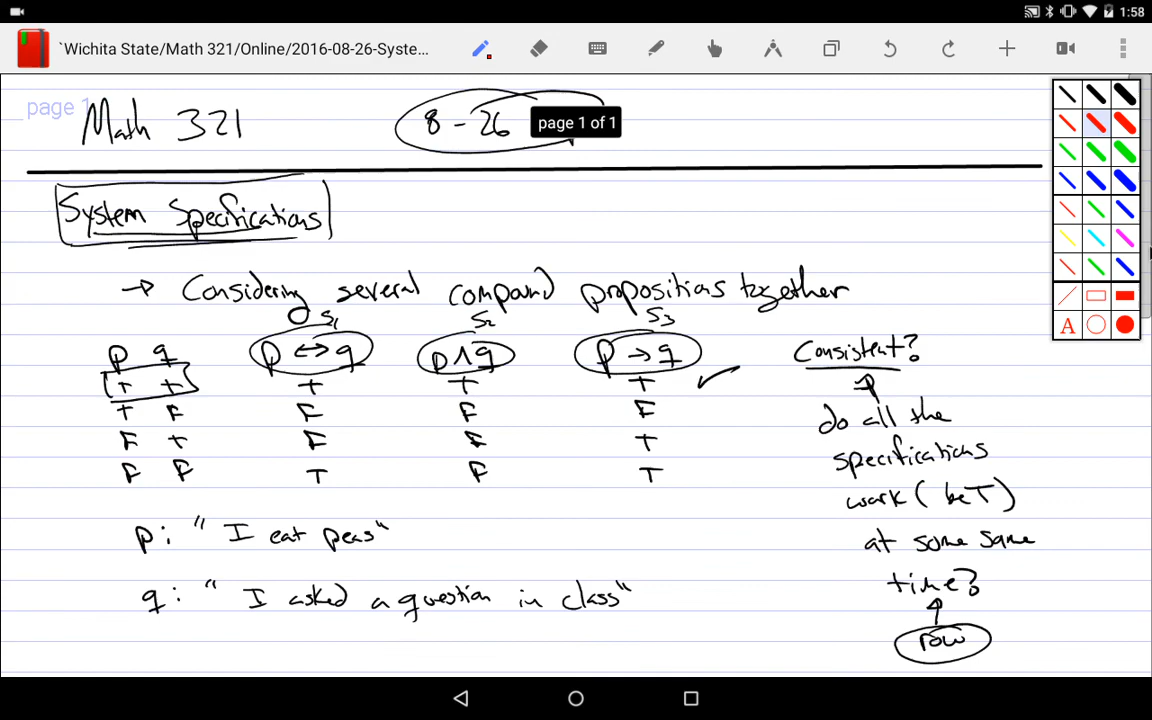 1:58
`Wichita State/Math 321/Online/2016-08-26-Syste...
page 1
Math 321
8-26
page 1 of 1
System Specifications
→ Considering several compound propositions together
S1 S2 S3
p q p ↔ q p ∧ q p → q Consistent?
T T T T T ✓
T F F F F do all the
F T F F T specifications
F F T F T work (be T)
p: "I eat peas" at some same
time?
q: "I asked a question in class"
row
A